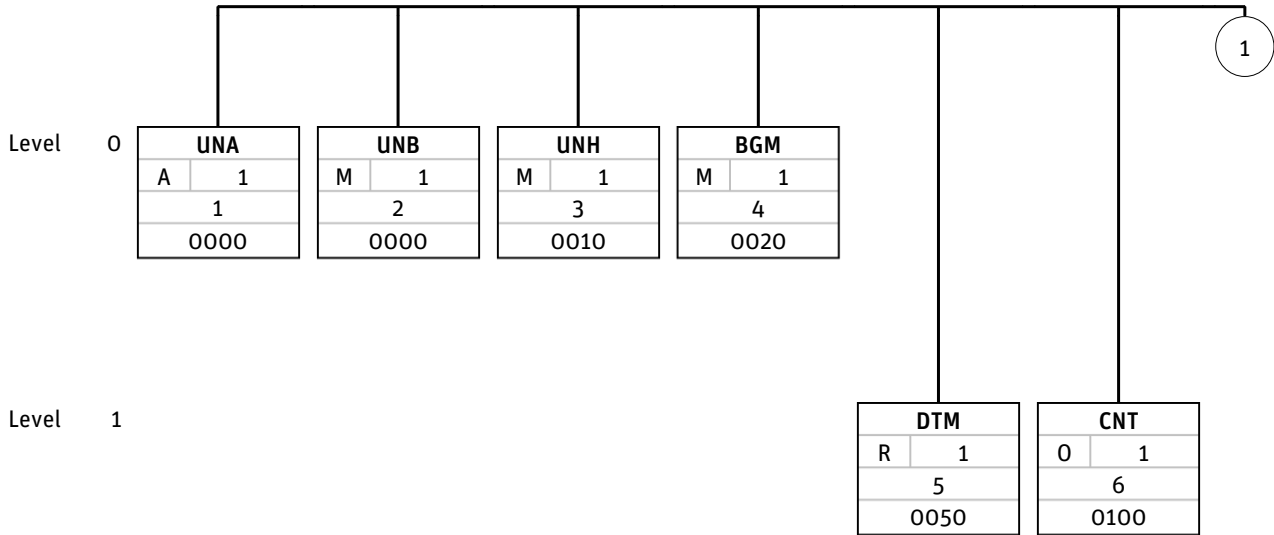 1
Level 0
UNA UNB UNH BGM
A 1 M 1 M 1 M 1
1 2 3 4
0000 0000 0010 0020
Level 1
DTM CNT
R 1 O 1
5 6
0050 0100